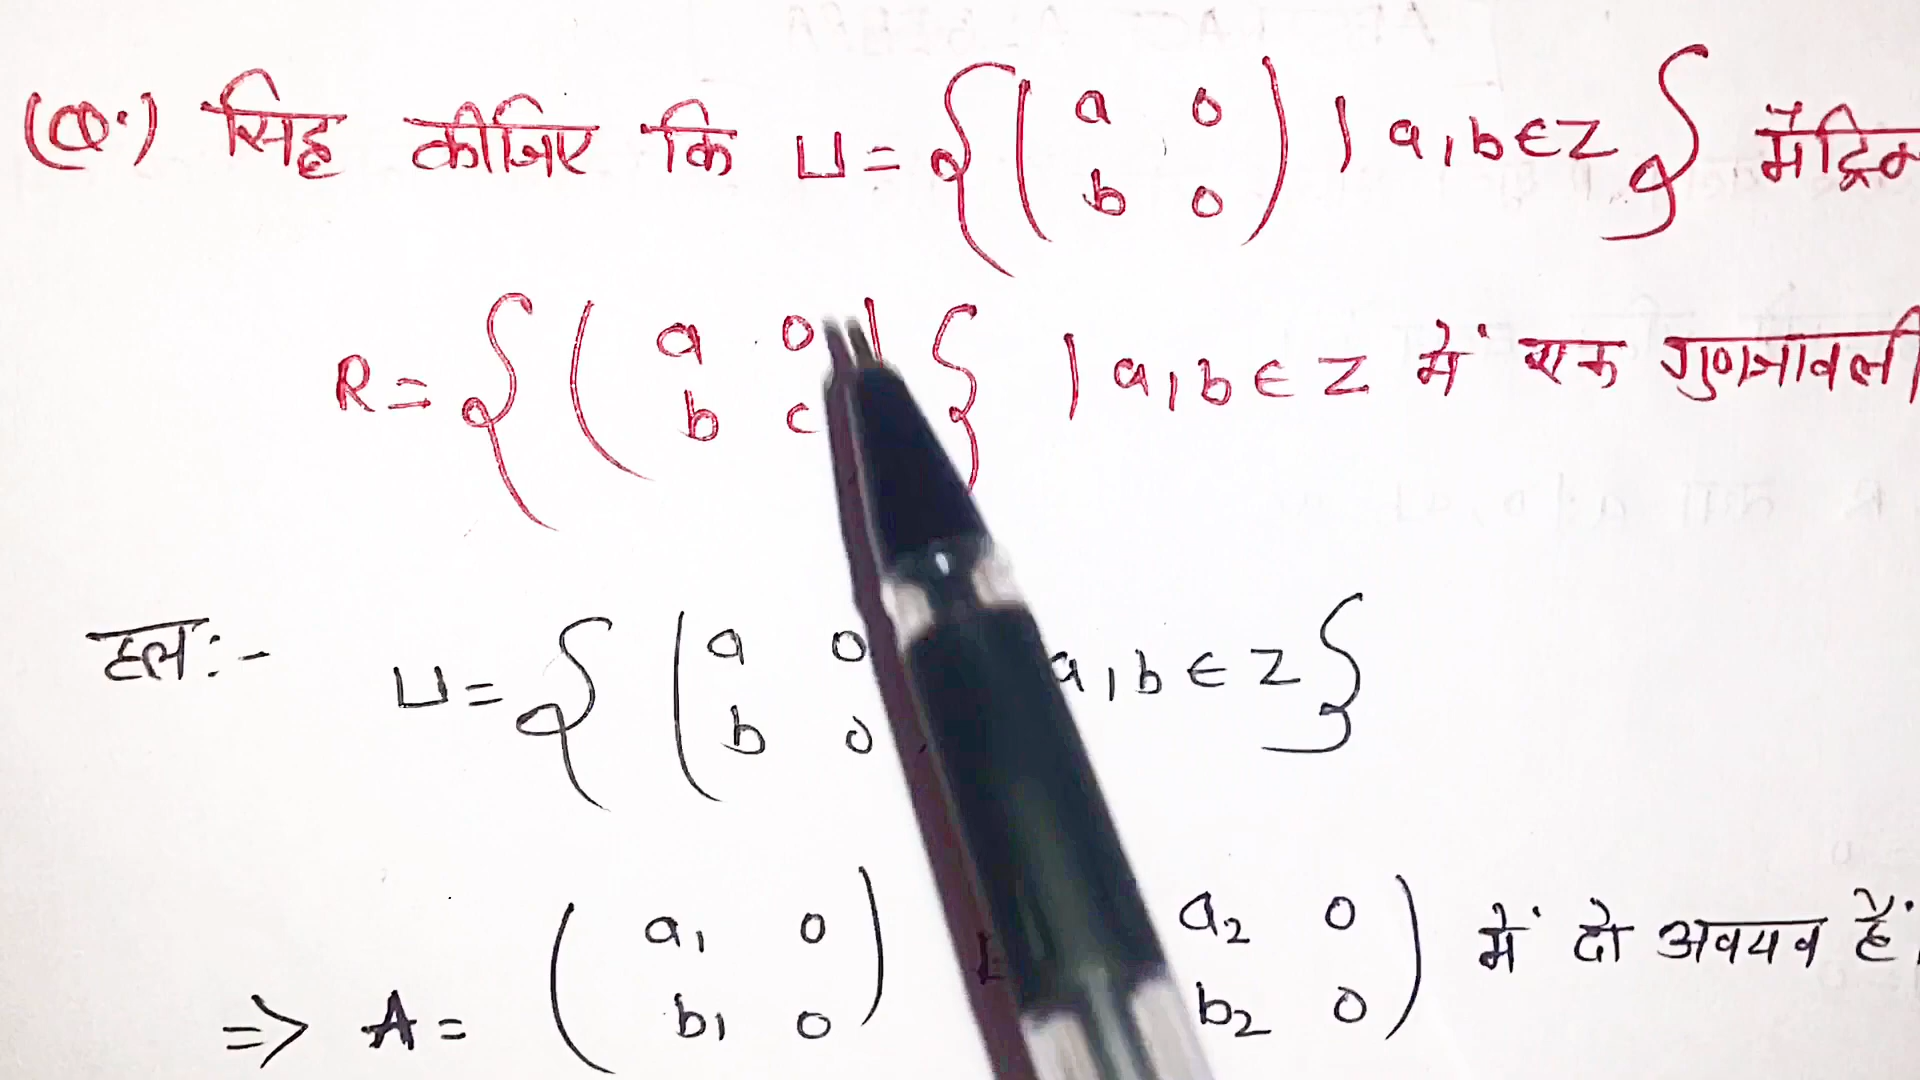 (Q.) सिद्ध कीजिए कि U = { ( a 0 ) | a, b ∈ Z }
b 0
R = { ( a 0 ) } | a, b ∈ Z में एक गुणजावली
b c
हल :- U = { ( a 0 a, b ∈ Z }
b 0
⇒ A = ( a₁ 0 ) a₂ 0 ) में दो अवयव हैं।
b₁ 0 b₂ 0